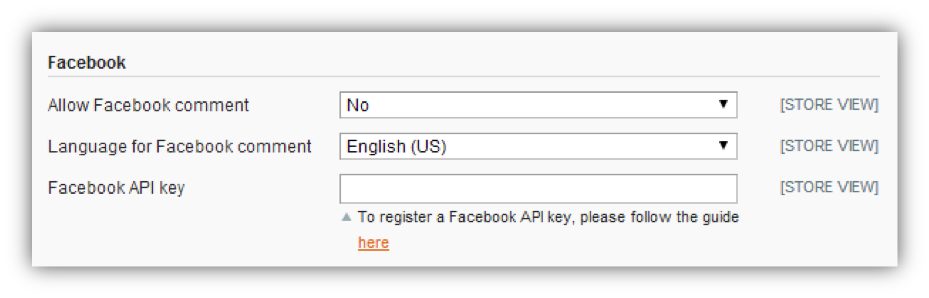 Facebook
Allow Facebook comment No [STORE VIEW]
Language for Facebook comment English (US) [STORE VIEW]
Facebook API key [STORE VIEW]
To register a Facebook API key, please follow the guide
here